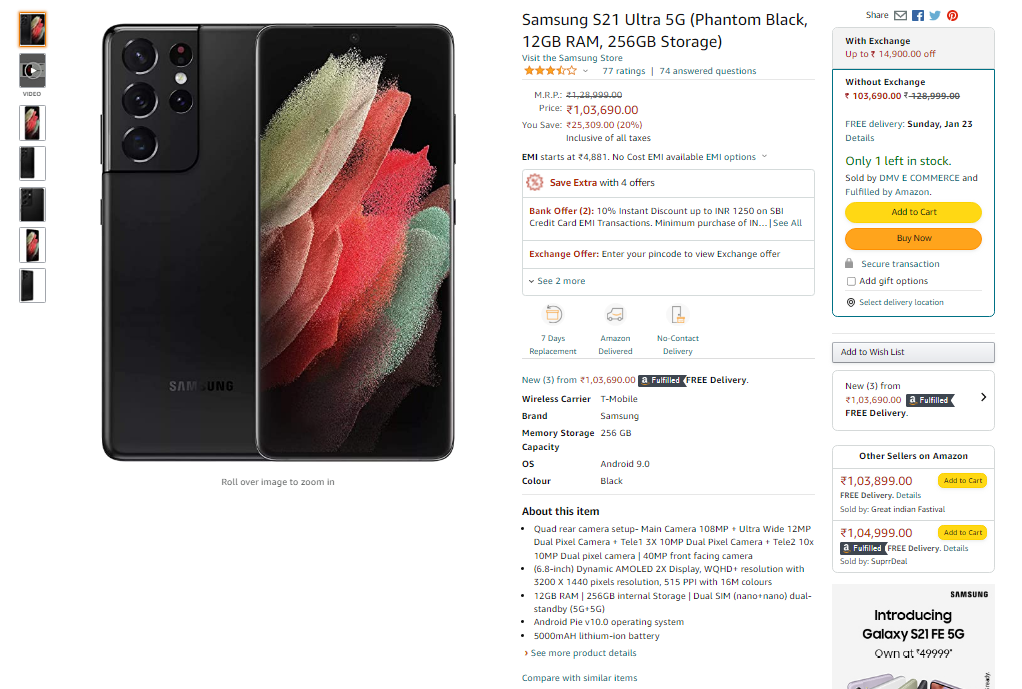 VIDEO
SAMSUNG
Roll over image to zoom in
Samsung S21 Ultra 5G (Phantom Black,
12GB RAM, 256GB Storage)
Visit the Samsung Store
77 ratings | 74 answered questions
M.R.P.: ₹1,28,999.00
Price: ₹1,03,690.00
You Save: ₹25,309.00 (20%)
Inclusive of all taxes
EMI starts at ₹4,881. No Cost EMI available EMI options
Save Extra with 4 offers
Bank Offer (2): 10% Instant Discount up to INR 1250 on SBI
Credit Card EMI Transactions. Minimum purchase of IN... | See All
Exchange Offer: Enter your pincode to view Exchange offer
See 2 more
7 Days
Replacement
Amazon
Delivered
No-Contact
Delivery
New (3) from ₹1,03,690.00 a Fulfilled FREE Delivery.
Wireless Carrier T-Mobile
Brand Samsung
Memory Storage 256 GB
Capacity
OS Android 9.0
Colour Black
About this item
• Quad rear camera setup- Main Camera 108MP + Ultra Wide 12MP
Dual Pixel Camera + Tele1 3X 10MP Dual Pixel Camera + Tele2 10x
10MP Dual pixel camera | 40MP front facing camera
• (6.8-inch) Dynamic AMOLED 2X Display, WQHD+ resolution with
3200 X 1440 pixels resolution, 515 PPI with 16M colours
• 12GB RAM | 256GB internal Storage | Dual SIM (nano+nano) dual-
standby (5G+5G)
• Android Pie v10.0 operating system
• 5000mAH lithium-ion battery
› See more product details
Compare with similar items
Share
With Exchange
Up to ₹ 14,900.00 off
Without Exchange
₹ 103,690.00 ₹ 128,999.00
FREE delivery: Sunday, Jan 23
Details
Only 1 left in stock.
Sold by DMV E COMMERCE and
Fulfilled by Amazon.
Add to Cart
Buy Now
Secure transaction
Add gift options
Select delivery location
Add to Wish List
New (3) from
₹1,03,690.00 a Fulfilled
FREE Delivery.
Other Sellers on Amazon
₹1,03,899.00 Add to Cart
FREE Delivery. Details
Sold by: Great indian Fastival
₹1,04,999.00 Add to Cart
a Fulfilled FREE Delivery. Details
Sold by: SuprrDeal
SAMSUNG
Introducing
Galaxy S21 FE 5G
Own at ₹49999*